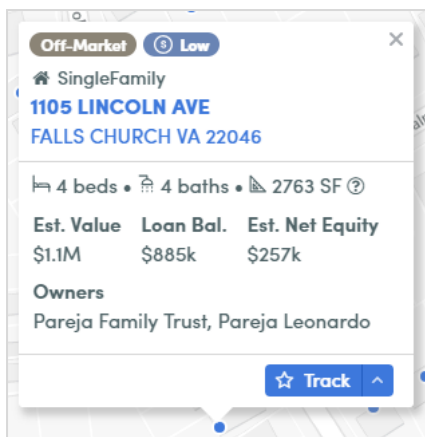 Off-Market Low
SingleFamily
1105 LINCOLN AVE
FALLS CHURCH VA 22046
4 beds • 4 baths • 2763 SF
Est. Value Loan Bal. Est. Net Equity
$1.1M $885k $257k
Owners
Pareja Family Trust, Pareja Leonardo
Track